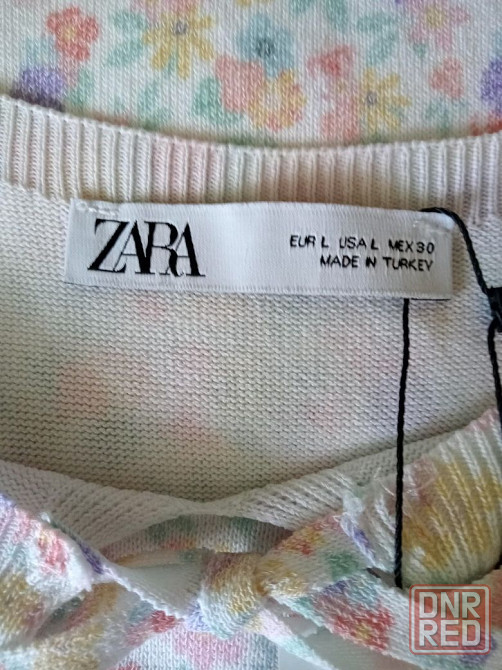 ZARA
EUR L USA L MEX 30
MADE IN TURKEY
DNR
RED